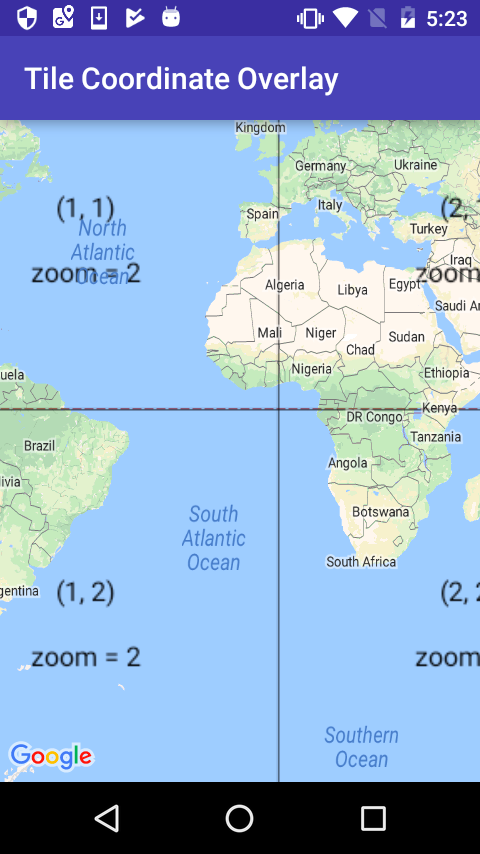 5:23
Tile Coordinate Overlay
Kingdom
Germany
Ukraine
(1, 1)
Spain
Italy
(2,
North
Atlantic
Ocean
Turkey
zoom = 2
zoom
Iraq
Algeria
Libya
Egypt
Saudi Ar
Mali
Niger
Sudan
Chad
Nigeria
Ethiopia
uela
Kenya
DR Congo
Tanzania
Brazil
Angola
livia
South
Atlantic
Ocean
Botswana
South Africa
gentina
(1, 2)
(2, 2
zoom = 2
zoom
Southern
Ocean
Google